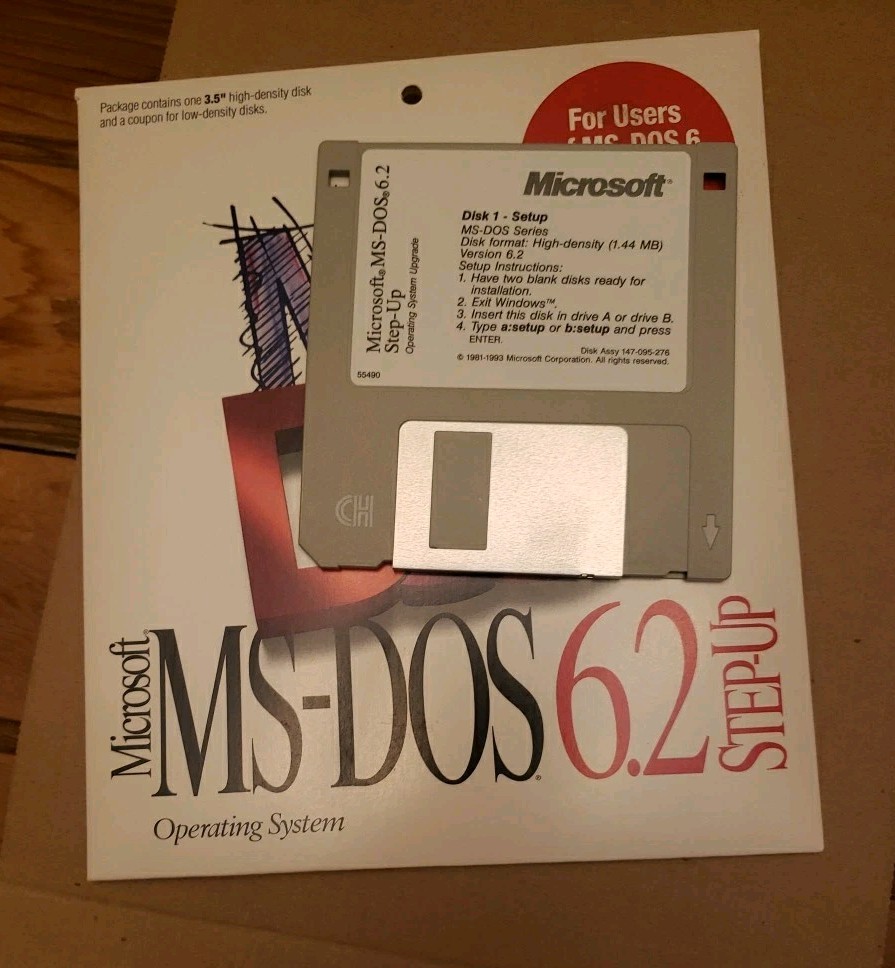 Package contains one 3.5" high-density disk
and a coupon for low-density disks.
For Users
MS-DOS 6
Microsoft® MS-DOS® 6.2
Step-Up
Operating System Upgrade
55490
Microsoft®
Disk 1 - Setup
MS-DOS Series
Disk format: High-density (1.44 MB)
Version 6.2
Setup Instructions:
1. Have two blank disks ready for
installation.
2. Exit Windows™.
3. Insert this disk in drive A or drive B.
4. Type a:setup or b:setup and press
ENTER.
Disk Assy 147-095-276
© 1981-1993 Microsoft Corporation. All rights reserved.
Microsoft®
MS-DOS® 6.2
STEP-UP
Operating System